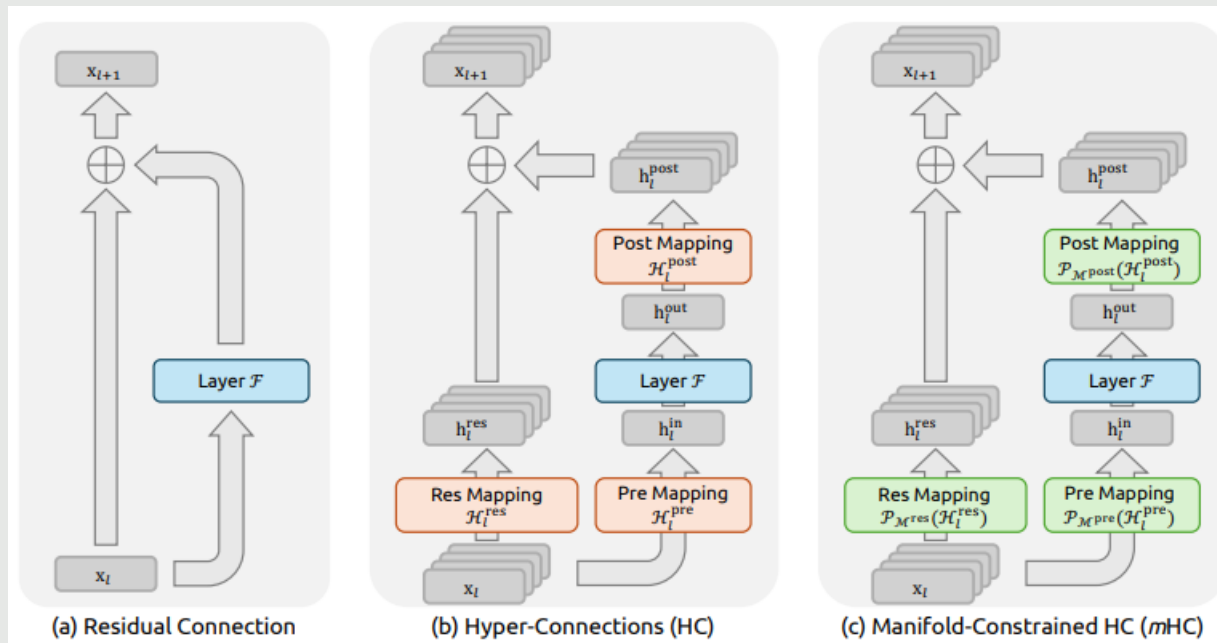 x_{l+1}
Layer ℱ
x_l
(a) Residual Connection
x_{l+1}
h_l^{post}
Post Mapping
ℋ_l^{post}
h_l^{out}
Layer ℱ
h_l^{res}
h_l^{in}
Res Mapping
ℋ_l^{res}
Pre Mapping
ℋ_l^{pre}
x_l
(b) Hyper-Connections (HC)
x_{l+1}
h_l^{post}
Post Mapping
𝒫_{ℳ^{post}}(ℋ_l^{post})
h_l^{out}
Layer ℱ
h_l^{res}
h_l^{in}
Res Mapping
𝒫_{ℳ^{res}}(ℋ_l^{res})
Pre Mapping
𝒫_{ℳ^{pre}}(ℋ_l^{pre})
x_l
(c) Manifold-Constrained HC (mHC)